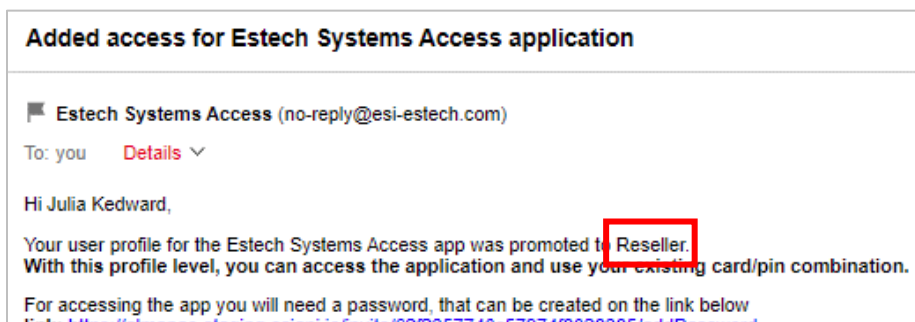 Added access for Estech Systems Access application
Estech Systems Access (no-reply@esi-estech.com)
To: you Details
Hi Julia Kedward,
Your user profile for the Estech Systems Access app was promoted to Reseller.
With this profile level, you can access the application and use your existing card/pin combination.
For accessing the app you will need a password, that can be created on the link below